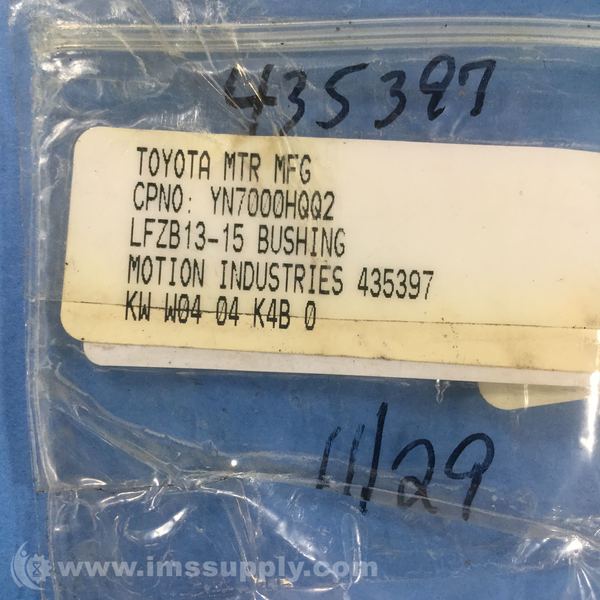 435397
TOYOTA MTR MFG
CPNO: YN7000HQQ2
LFZB13-15 BUSHING
MOTION INDUSTRIES 435397
KW W04 04 K4B 0
11/29
www.imssupply.com